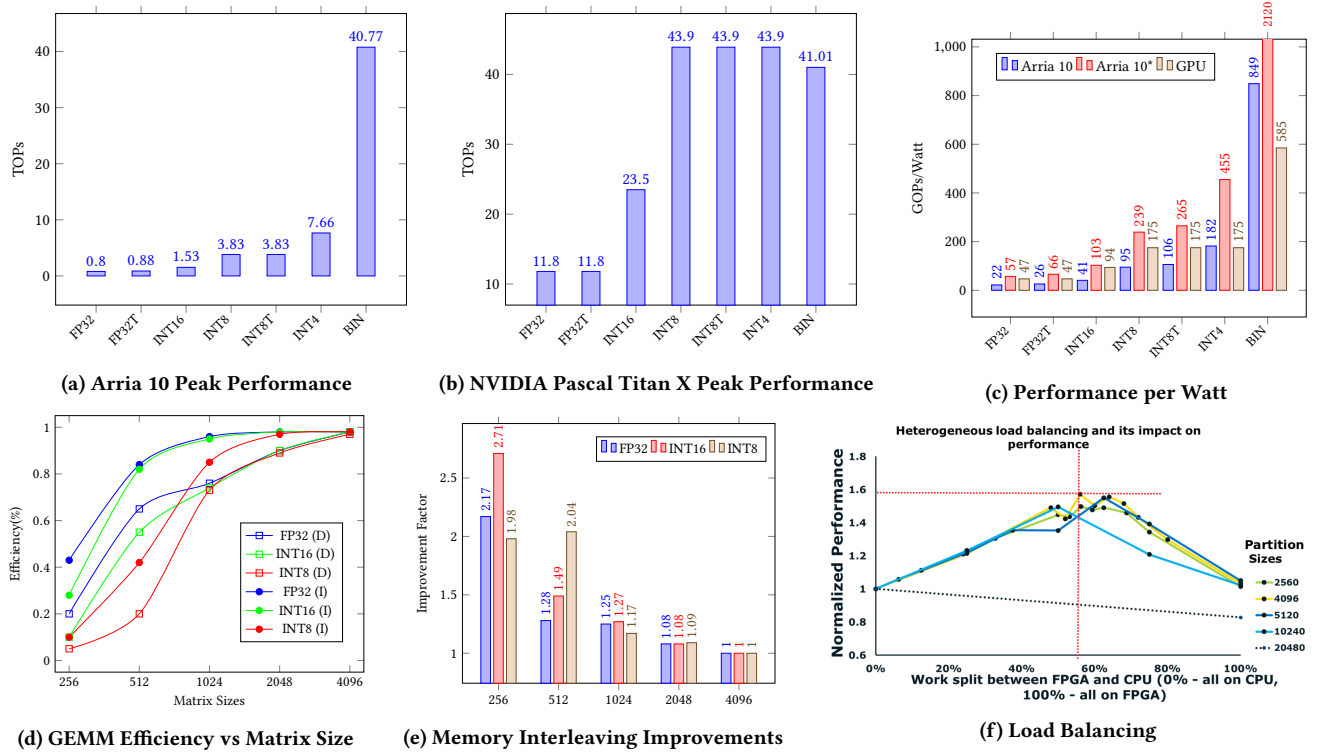 40
30
20
10
0
TOPs
0.8
0.88
1.53
3.83
3.83
7.66
40.77
FP32
FP32T
INT16
INT8
INT8T
INT4
BIN
(a) Arria 10 Peak Performance
40
30
20
10
TOPs
11.8
11.8
23.5
43.9
43.9
43.9
41.01
FP32
FP32T
INT16
INT8
INT8T
INT4
BIN
(b) NVIDIA Pascal Titan X Peak Performance
1,000
800
600
400
200
0
GOPs/Watt
Arria 10 Arria 10* GPU
22
57
47
26
66
47
41
103
94
95
239
175
106
265
175
182
455
175
849
2120
585
FP32
FP32T
INT16
INT8
INT8T
INT4
BIN
(c) Performance per Watt
1
0.8
0.6
0.4
0.2
0
Efficiency(%)
FP32 (D)
INT16 (D)
INT8 (D)
FP32 (I)
INT16 (I)
INT8 (I)
256 512 1024 2048 4096
Matrix Sizes
(d) GEMM Efficiency vs Matrix Size
2.5
2
1.5
1
Improvement Factor
FP32 INT16 INT8
2.17
2.71
1.98
1.28
1.49
2.04
1.25
1.27
1.17
1.08
1.08
1.09
1
1
1
256 512 1024 2048 4096
(e) Memory Interleaving Improvements
Heterogeneous load balancing and its impact on
performance
1.8
1.6
1.4
1.2
1.0
0.8
0.6
Normalized Performance
Partition
Sizes
2560
4096
5120
10240
20480
0% 20% 40% 60% 80% 100%
Work split between FPGA and CPU (0% - all on CPU,
100% - all on FPGA)
(f) Load Balancing